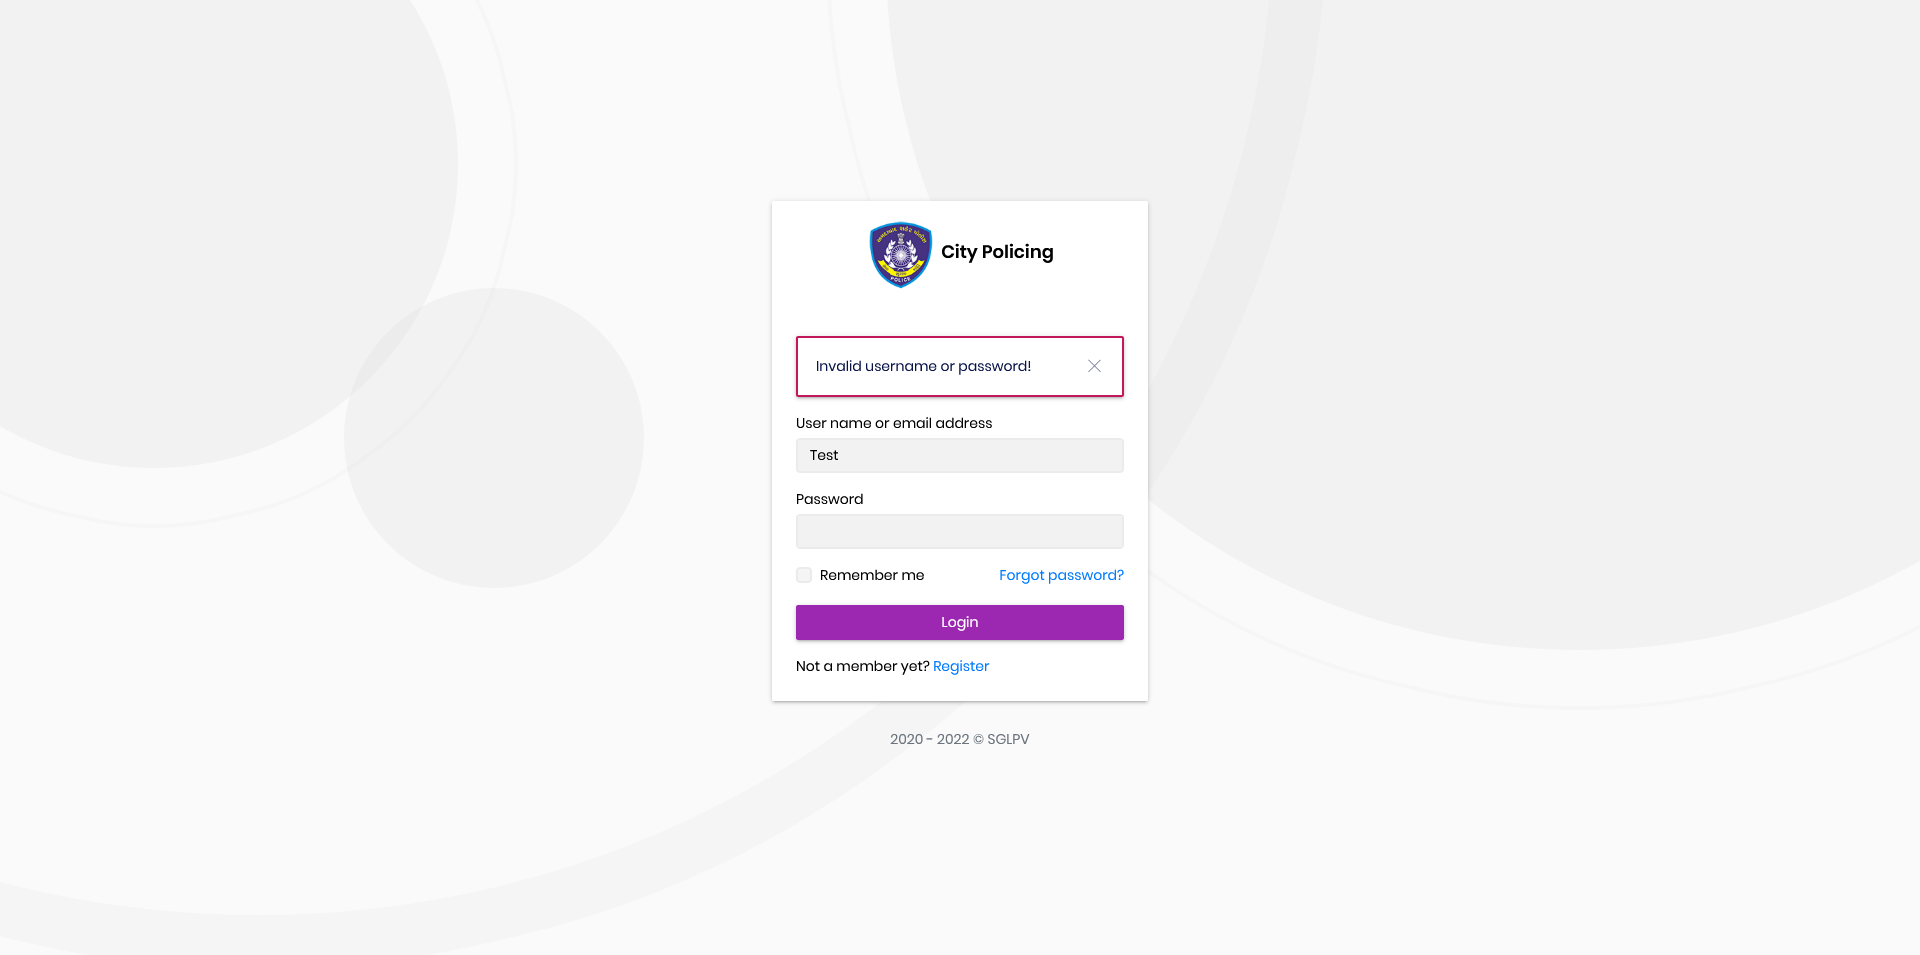 POLICE
City Policing
Invalid username or password!
User name or email address
Test
Password
Remember me
Forgot password?
Login
Not a member yet? Register
2020 - 2022 © SGLPV